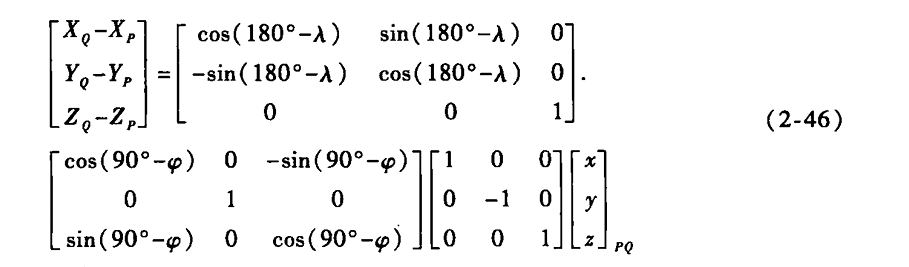 [X_Q-X_P] = [cos(180°-λ) sin(180°-λ) 0]
[Y_Q-Y_P] = [-sin(180°-λ) cos(180°-λ) 0] .
[Z_Q-Z_P] = [0 0 1]
(2-46)
[cos(90°-φ) 0 -sin(90°-φ)] [1 0 0] [x]
[0 1 0] [0 -1 0] [y]
[sin(90°-φ) 0 cos(90°-φ)] [0 0 1] [z]_PQ